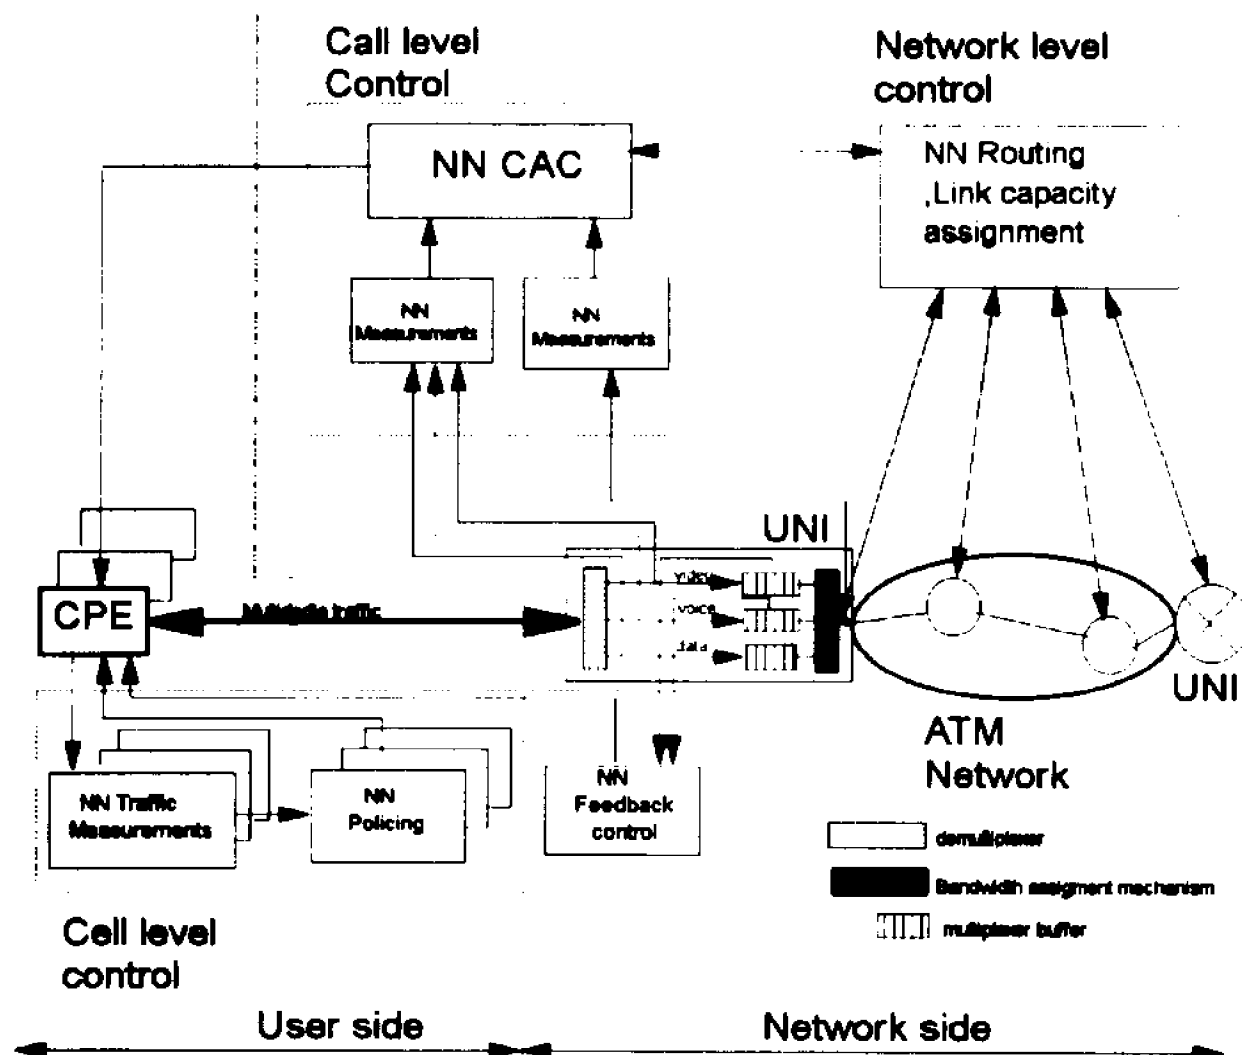 Call level
Control
Network level
control
NN CAC
NN Routing
,Link capacity
assignment
NN
Measurements
NN
Measurements
UNI
CPE
traffic
video
voice
data
UNI
ATM
Network
NN Traffic
Measurements
NN
Policing
NN
Feedback
control
demultiplexer
Bandwidth assigment mechanism
multiplexer buffer
Cell level
control
User side
Network side